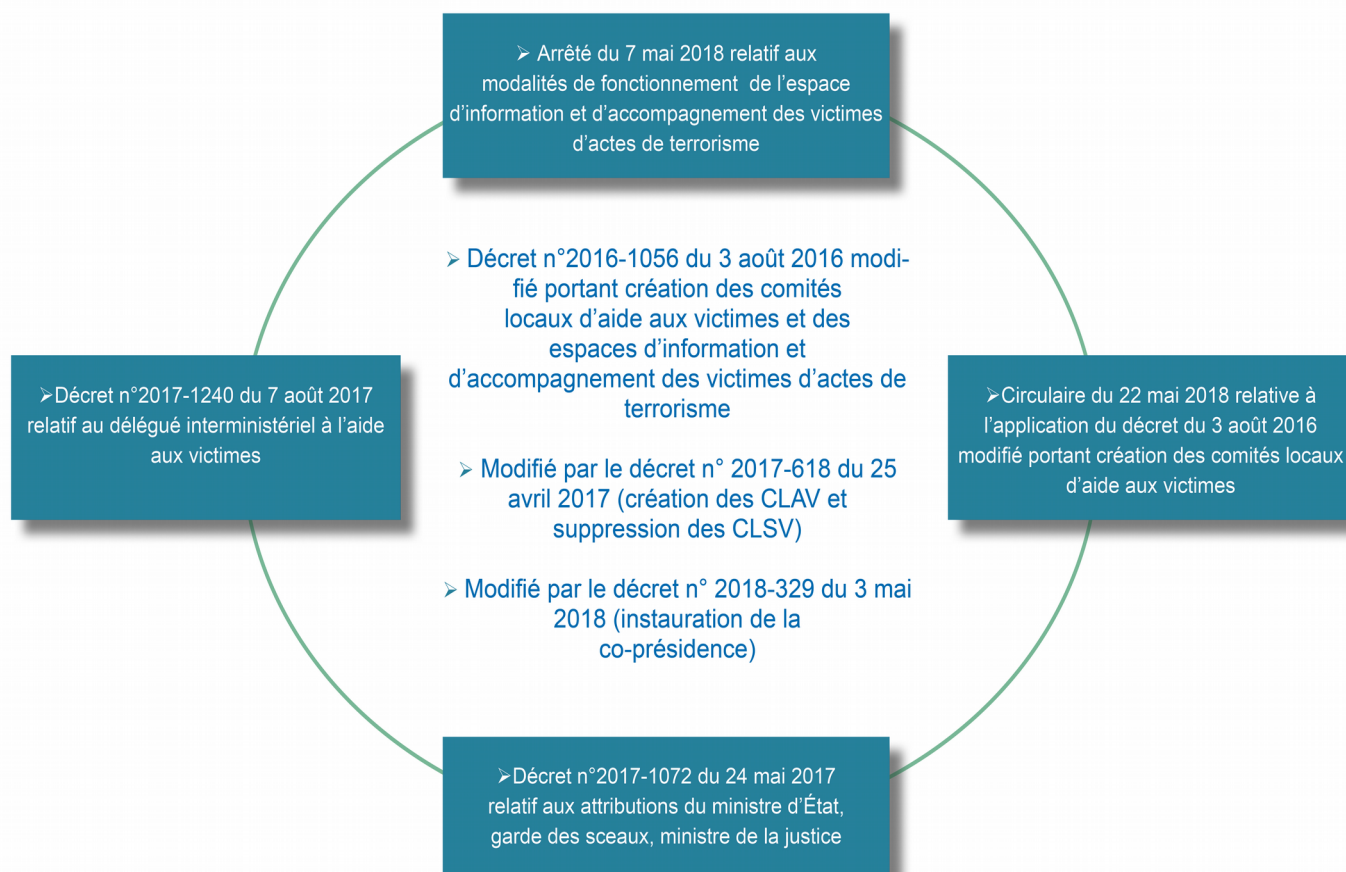 ➢ Arrêté du 7 mai 2018 relatif aux
modalités de fonctionnement de l'espace
d'information et d'accompagnement des victimes
d'actes de terrorisme
➢ Décret n°2016-1056 du 3 août 2016 modi-
fié portant création des comités
locaux d'aide aux victimes et des
espaces d'information et
d'accompagnement des victimes d'actes de
terrorisme
➢ Modifié par le décret n° 2017-618 du 25
avril 2017 (création des CLAV et
suppression des CLSV)
➢ Modifié par le décret n° 2018-329 du 3 mai
2018 (instauration de la
co-présidence)
➢Décret n°2017-1240 du 7 août 2017
relatif au délégué interministériel à l'aide
aux victimes
➢Circulaire du 22 mai 2018 relative à
l'application du décret du 3 août 2016
modifié portant création des comités locaux
d'aide aux victimes
➢Décret n°2017-1072 du 24 mai 2017
relatif aux attributions du ministre d'État,
garde des sceaux, ministre de la justice